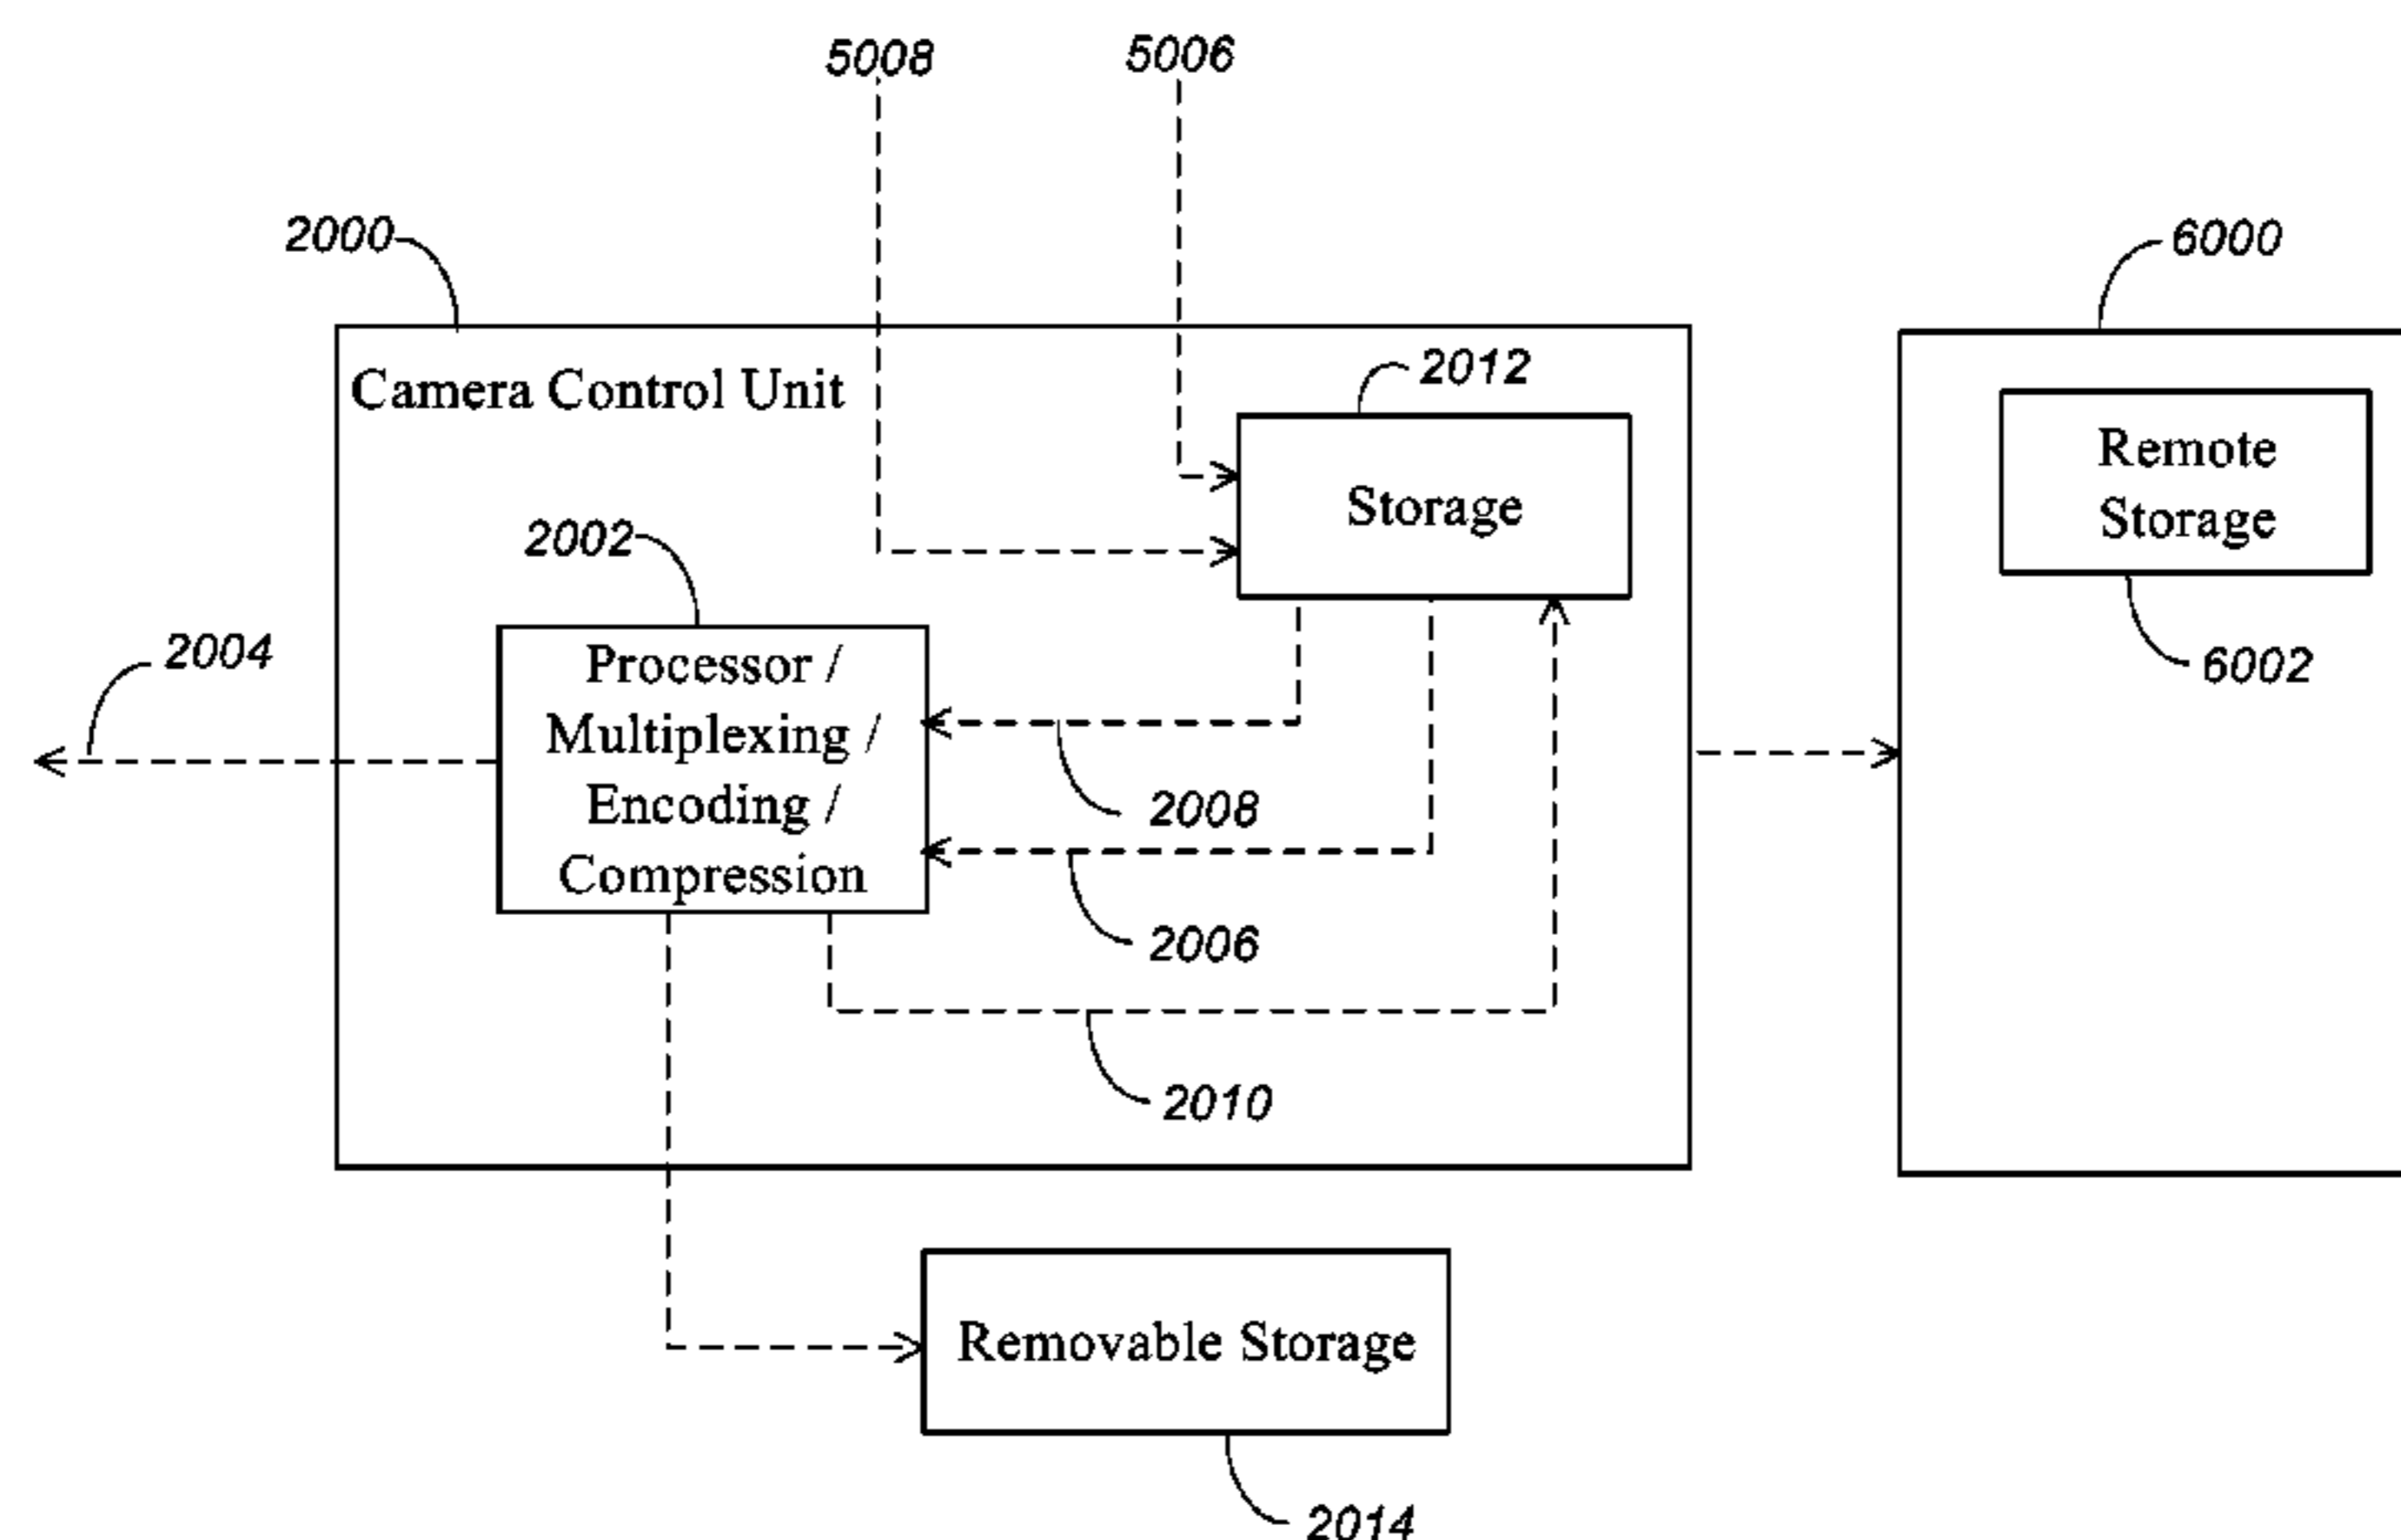 5008
5006
2000
6000
Camera Control Unit
2012
Storage
Remote
Storage
2002
6002
2004
Processor /
Multiplexing /
Encoding /
Compression
2008
2006
2010
Removable Storage
2014